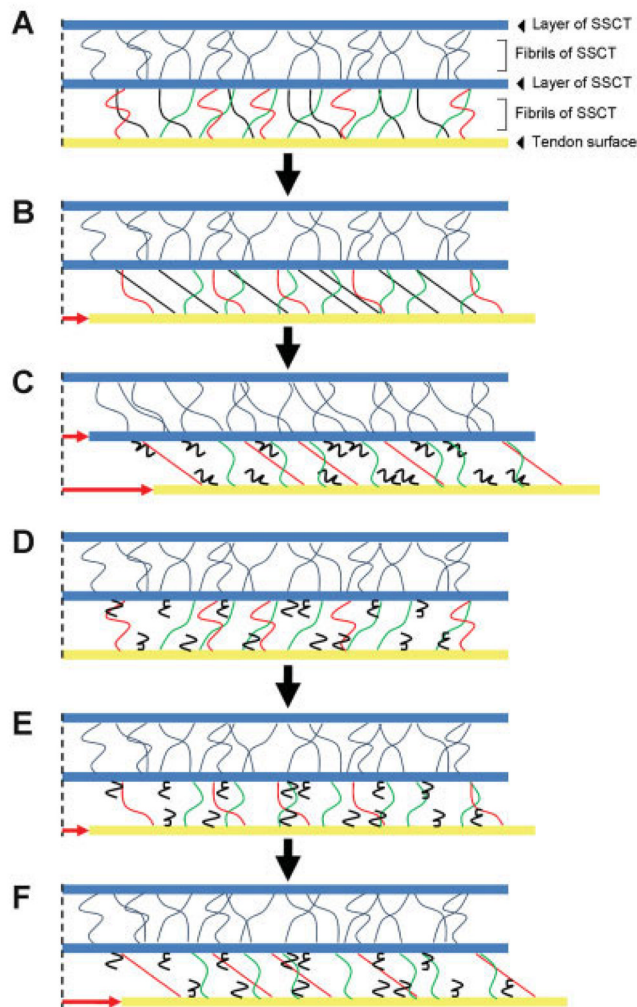 A
Layer of SSCT
Fibrils of SSCT
Layer of SSCT
Fibrils of SSCT
Tendon surface
B
C
D
E
F